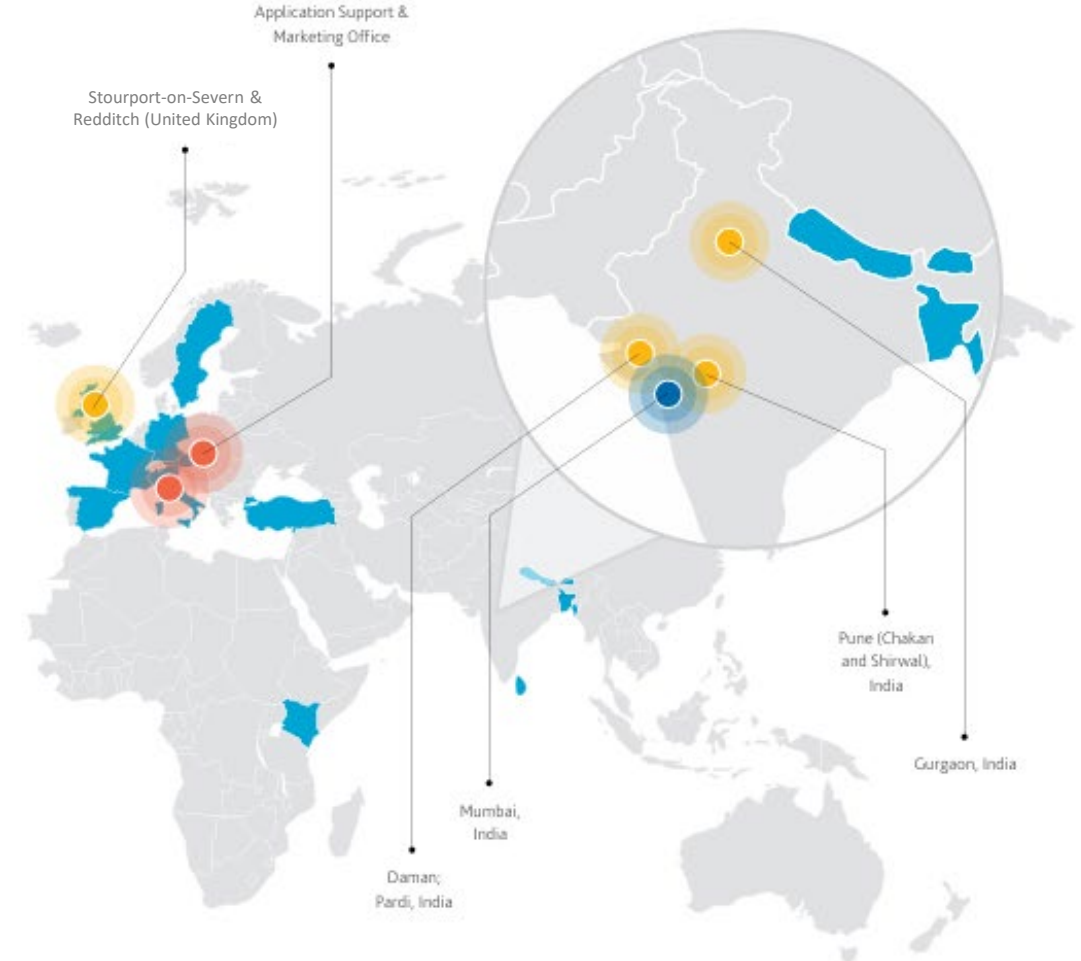 Application Support &
Marketing Office
Stourport-on-Severn &
Redditch (United Kingdom)
Pune (Chakan
and Shirwal),
India
Gurgaon, India
Mumbai,
India
Daman;
Pardi, India